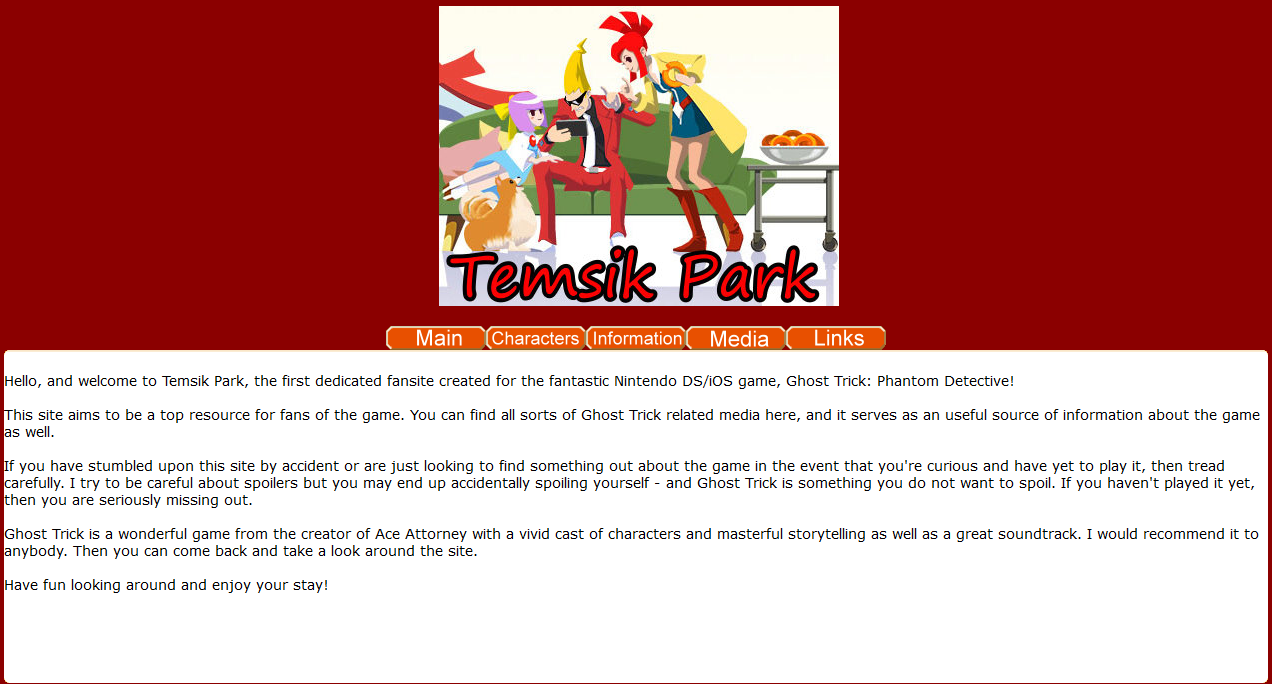 Temsik Park
Main Characters Information Media Links
Hello, and welcome to Temsik Park, the first dedicated fansite created for the fantastic Nintendo DS/iOS game, Ghost Trick: Phantom Detective!
This site aims to be a top resource for fans of the game. You can find all sorts of Ghost Trick related media here, and it serves as an useful source of information about the game
as well.
If you have stumbled upon this site by accident or are just looking to find something out about the game in the event that you're curious and have yet to play it, then tread
carefully. I try to be careful about spoilers but you may end up accidentally spoiling yourself - and Ghost Trick is something you do not want to spoil. If you haven't played it yet,
then you are seriously missing out.
Ghost Trick is a wonderful game from the creator of Ace Attorney with a vivid cast of characters and masterful storytelling as well as a great soundtrack. I would recommend it to
anybody. Then you can come back and take a look around the site.
Have fun looking around and enjoy your stay!